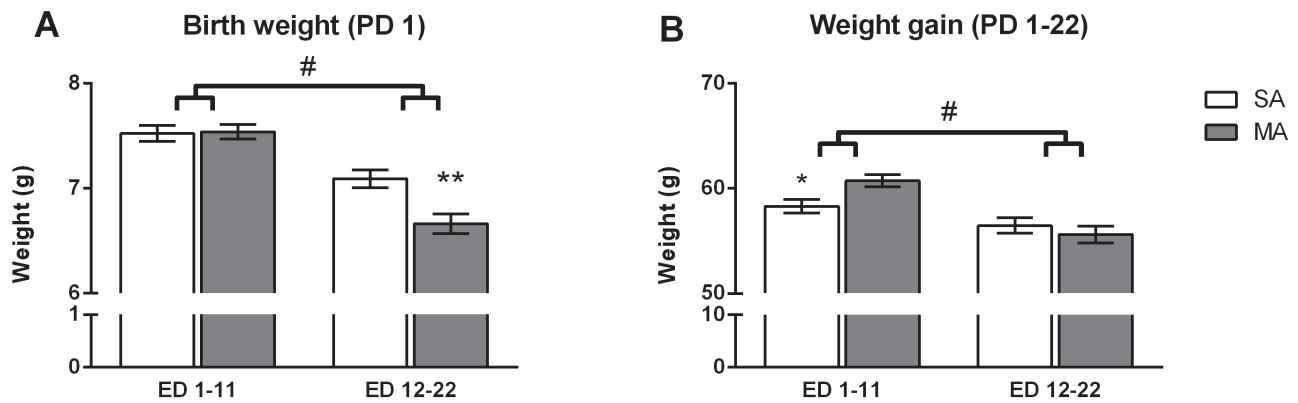 A
Birth weight (PD 1)
#
8
7
6
1
0
Weight (g)
**
ED 1-11
ED 12-22
B
Weight gain (PD 1-22)
#
70
60
50
10
0
Weight (g)
*
ED 1-11
ED 12-22
SA
MA